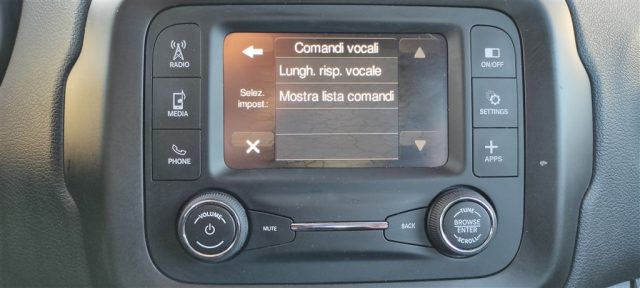 RADIO
MEDIA
PHONE
Comandi vocali
Lungh. risp. vocale
Selez.
impost.:
Mostra lista comandi
ON/OFF
SETTINGS
APPS
VOLUME
MUTE
BACK
TUNE
BROWSE
ENTER
SCROLL